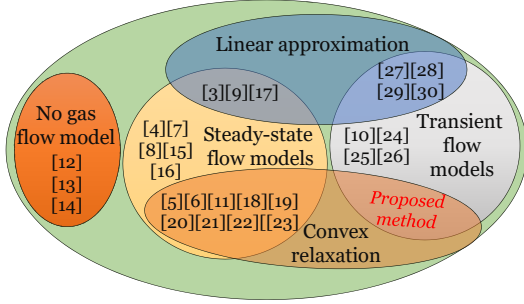 Linear approximation
[27][28]
[29][30]
[3][9][17]
No gas
flow model
[12]
[13]
[14]
[4][7]
[8][15]
[16]
Steady-state
flow models
[10][24]
[25][26]
Transient
flow
models
[5][6][11][18][19]
[20][21][22][[23]
Proposed
method
Convex
relaxation